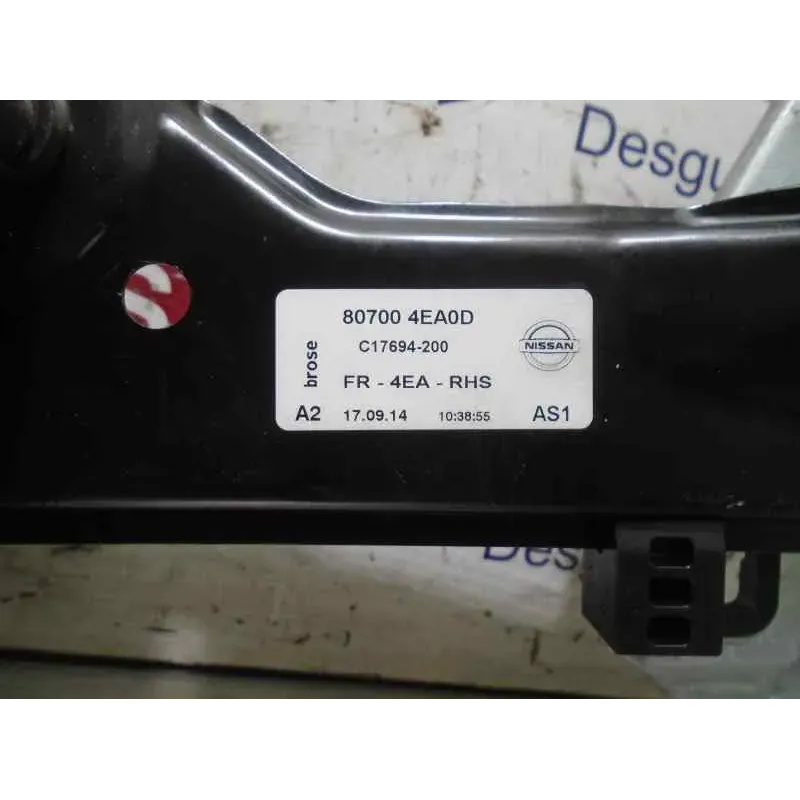 Desgu
brose
80700 4EA0D
C17694-200
NISSAN
FR - 4EA - RHS
A2 17.09.14 10:38:55 AS1
Des